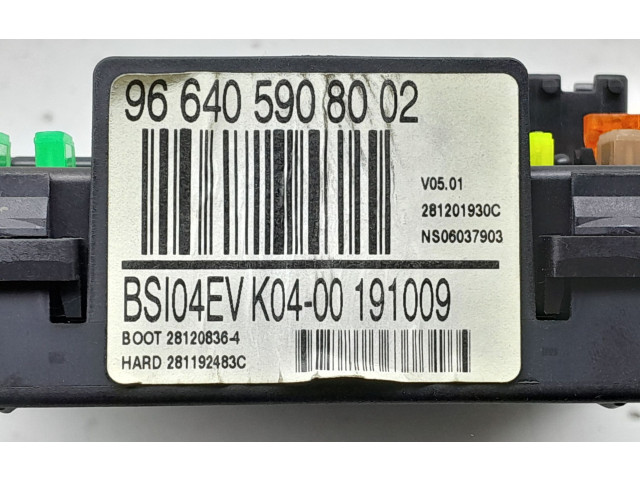 96 640 590 80 02
V05.01
281201930C
NS06037903
BSI04EV K04-00 191009
BOOT 28120836-4
HARD 281192483C